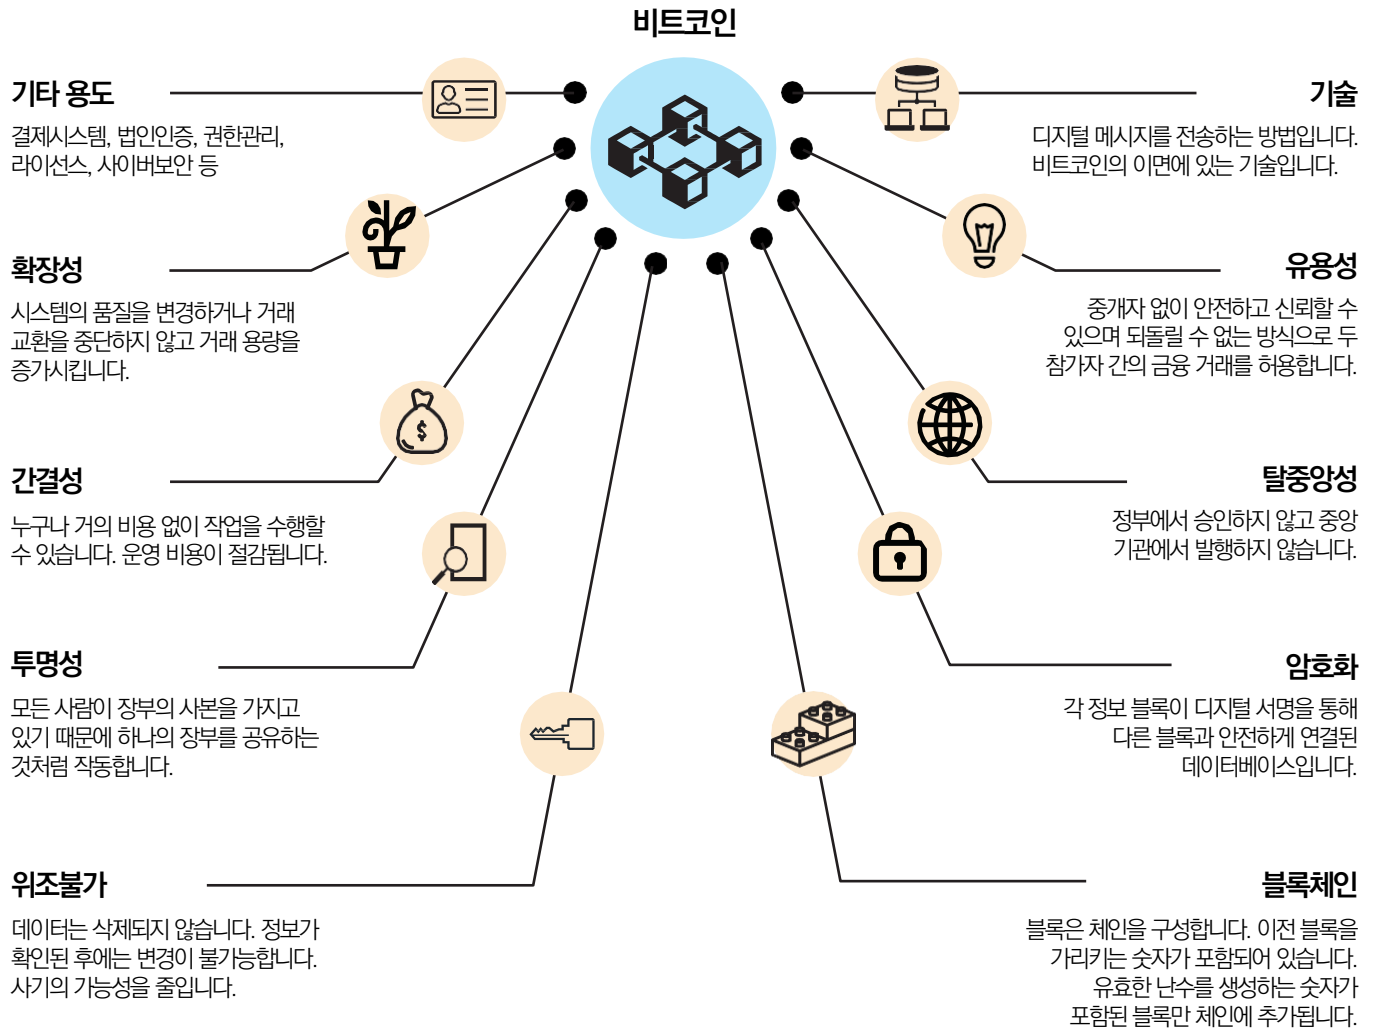 비트코인
기타 용도
결제시스템, 법인인증, 권한관리,
라이선스, 사이버보안 등
확장성
시스템의 품질을 변경하거나 거래
교환을 중단하지 않고 거래 용량을
증가시킵니다.
간결성
누구나 거의 비용 없이 작업을 수행할
수 있습니다. 운영 비용이 절감됩니다.
투명성
모든 사람이 장부의 사본을 가지고
있기 때문에 하나의 장부를 공유하는
것처럼 작동합니다.
위조불가
데이터는 삭제되지 않습니다. 정보가
확인된 후에는 변경이 불가능합니다.
사기의 가능성을 줄입니다.
기술
디지털 메시지를 전송하는 방법입니다.
비트코인의 이면에 있는 기술입니다.
유용성
중개자 없이 안전하고 신뢰할 수
있으며 되돌릴 수 없는 방식으로 두
참가자 간의 금융 거래를 허용합니다.
탈중앙성
정부에서 승인하지 않고 중앙
기관에서 발행하지 않습니다.
암호화
각 정보 블록이 디지털 서명을 통해
다른 블록과 안전하게 연결된
데이터베이스입니다.
블록체인
블록은 체인을 구성합니다. 이전 블록을
가리키는 숫자가 포함되어 있습니다.
유효한 난수를 생성하는 숫자가
포함된 블록만 체인에 추가됩니다.
$